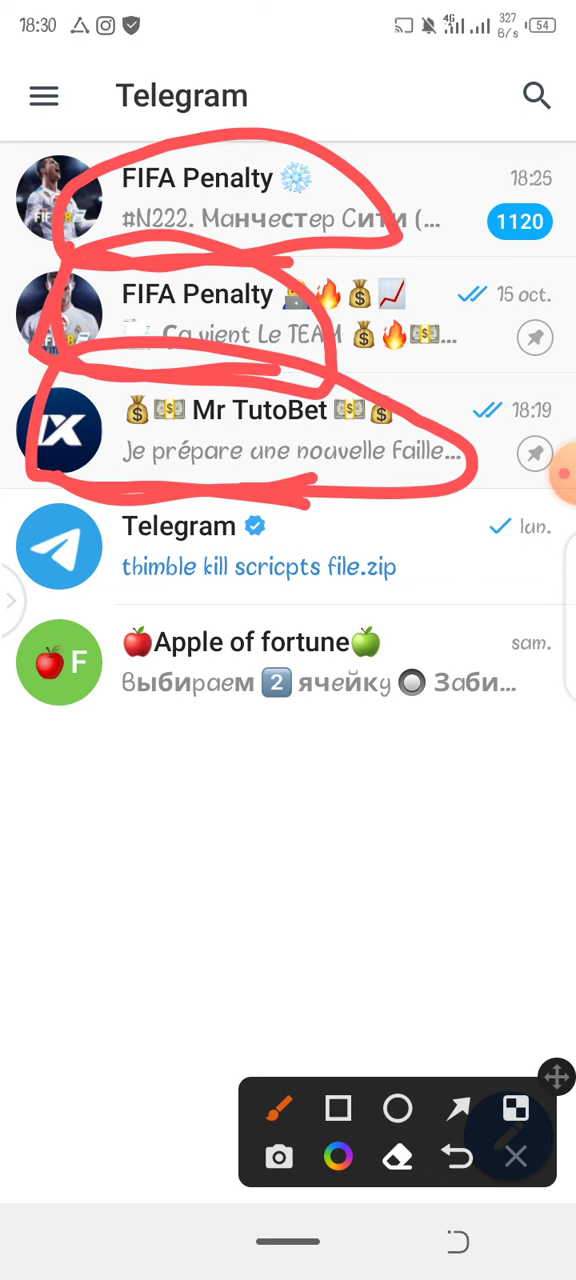 18:30
4G 327 B/s 54
Telegram
FIFA Penalty ❄️ 18:26
#N222. Манчестер Сити (... 1120
FIFA Penalty 👨‍💻🔥💰📈 15 oct.
Ça vient Le TEAM 💰🔥💵...
💰💵 Mr TutoBet 💵💰 18:19
Je prépare une nouvelle faille...
Telegram lun.
thimble kill scricpts file.zip
🍎Apple of fortune🍏 sam.
🍎F
Выбираем 2️⃣ ячейку 🔘 Заби...